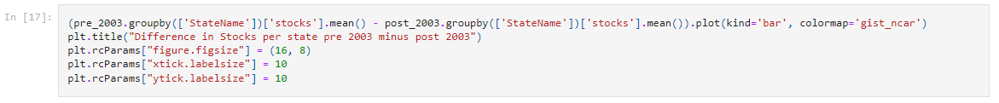 In [17]:
(pre_2003.groupby(['StateName'])['stocks'].mean() - post_2003.groupby(['StateName'])['stocks'].mean()).plot(kind='bar', colormap='gist_ncar')
plt.title("Difference in Stocks per state pre 2003 minus post 2003")
plt.rcParams["figure.figsize"] = (16, 8)
plt.rcParams["xtick.labelsize"] = 10
plt.rcParams["ytick.labelsize"] = 10